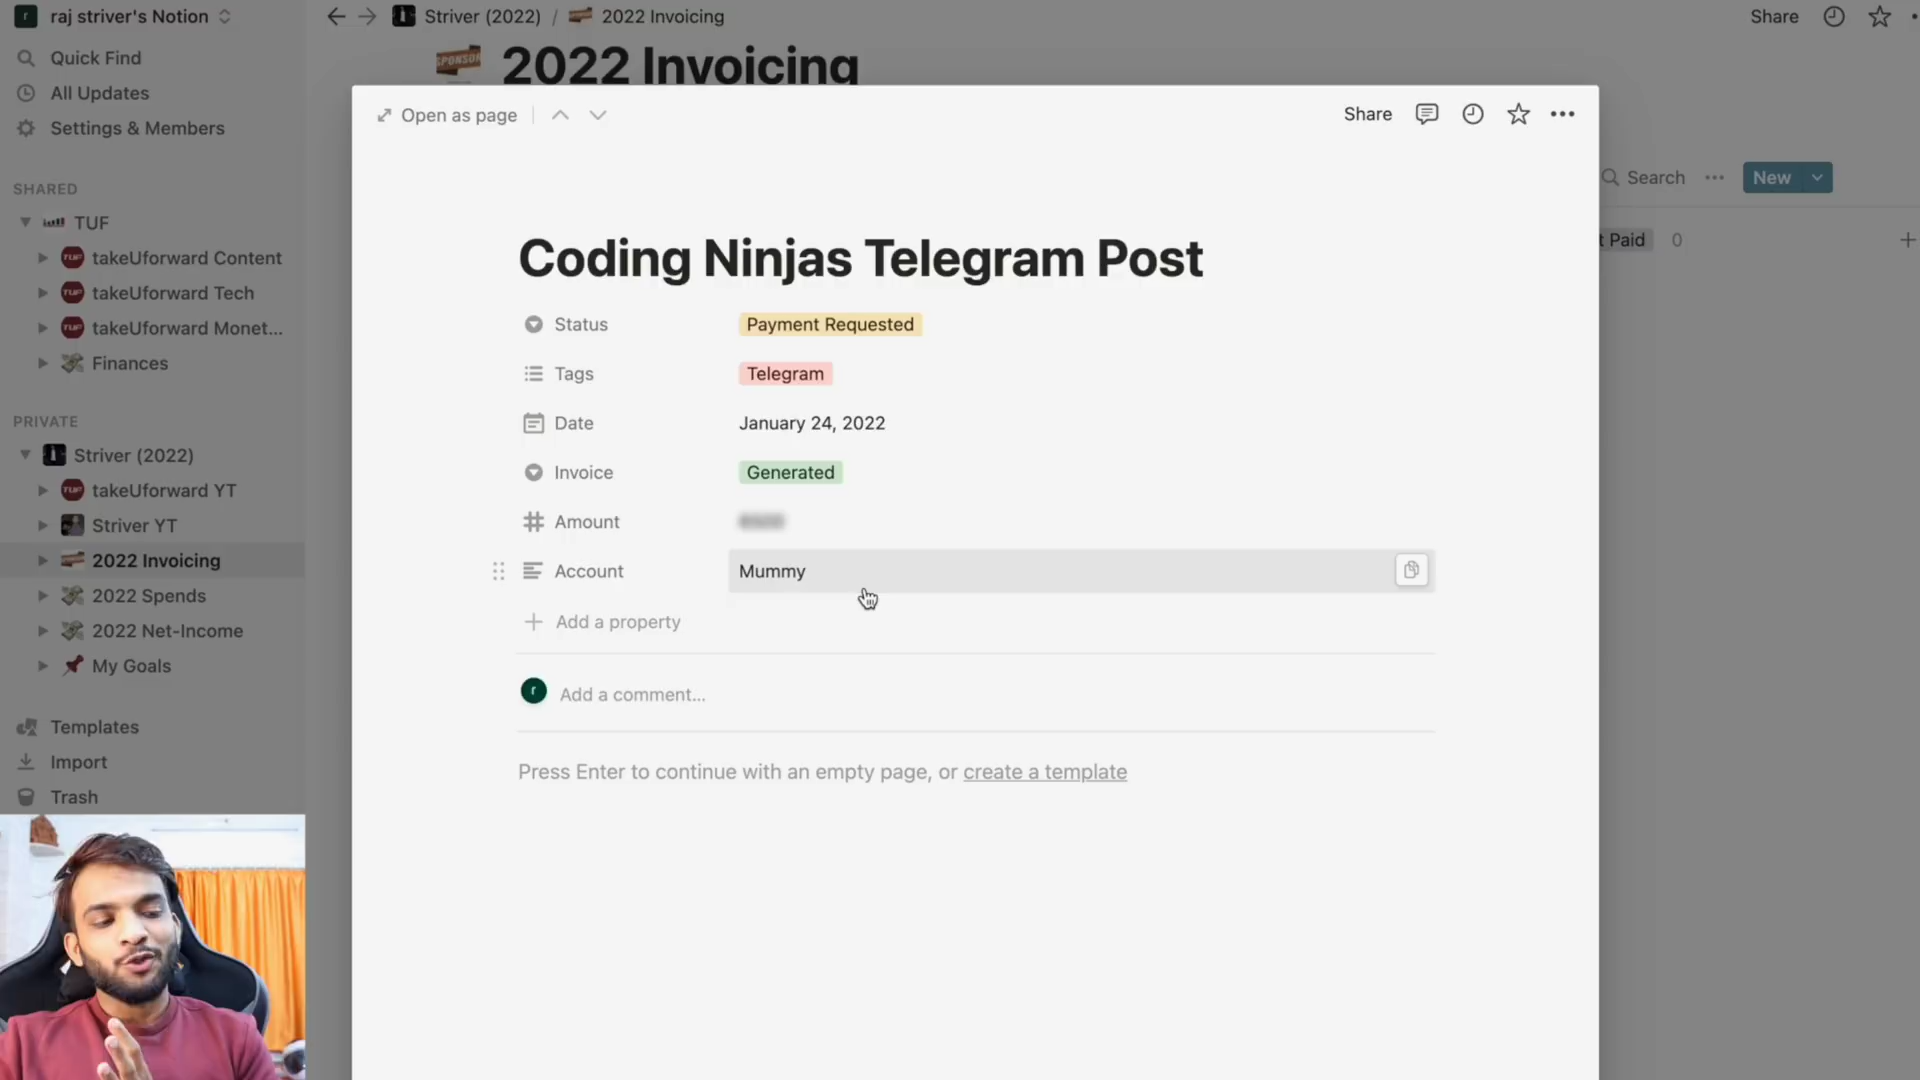 raj striver's Notion
Striver (2022) / 2022 Invoicing
Share
Quick Find
SPONSOR
2022 Invoicing
All Updates
Open as page
Share
Settings & Members
Search
New
SHARED
TUF
t Paid 0
takeUforward Content
Coding Ninjas Telegram Post
takeUforward Tech
takeUforward Monet...
Status Payment Requested
Finances
Tags Telegram
PRIVATE
Date January 24, 2022
Striver (2022)
Invoice Generated
takeUforward YT
Striver YT
Amount
2022 Invoicing
Account Mummy
2022 Spends
Add a property
2022 Net-Income
My Goals
r Add a comment...
Templates
Import
Press Enter to continue with an empty page, or create a template
Trash